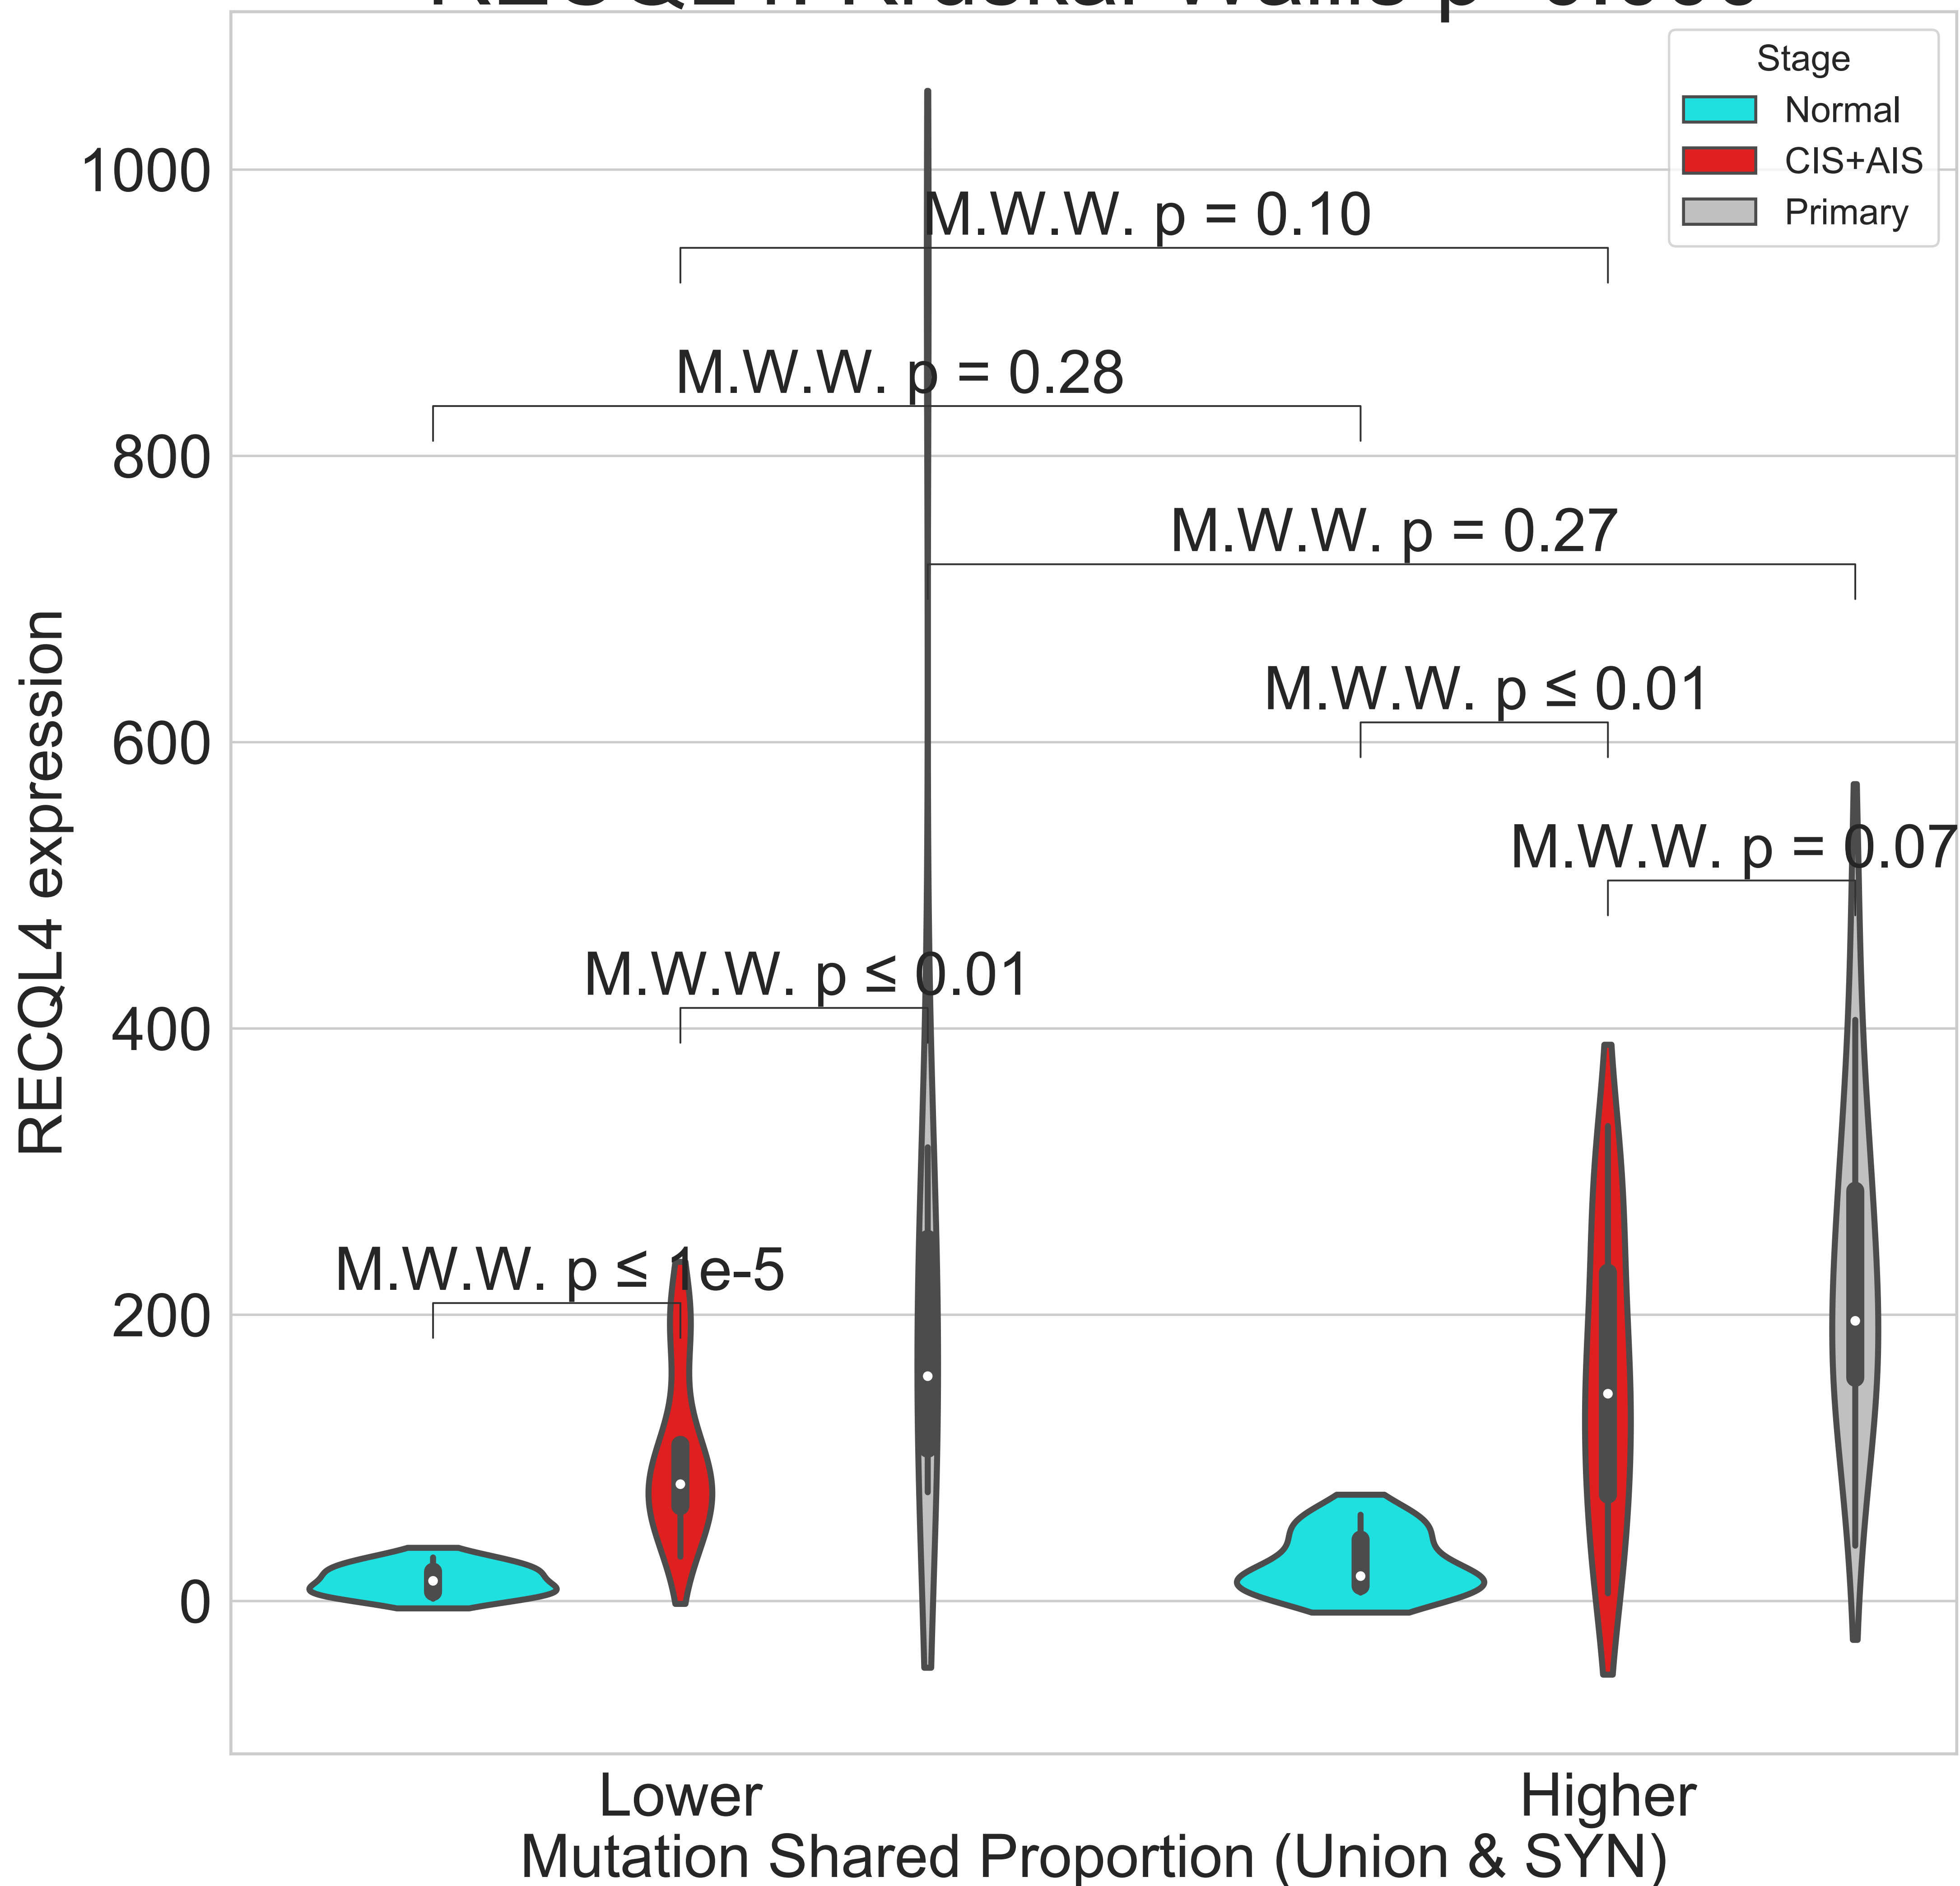 Stage
Normal
CIS+AIS
Primary
1000
800
600
400
200
0
RECQL4 expression
M.W.W. p = 0.10
M.W.W. p = 0.28
M.W.W. p = 0.27
M.W.W. p ≤ 0.01
M.W.W. p = 0.07
M.W.W. p ≤ 0.01
M.W.W. p ≤ 1e-5
Lower
Higher
Mutation Shared Proportion (Union & SYN)